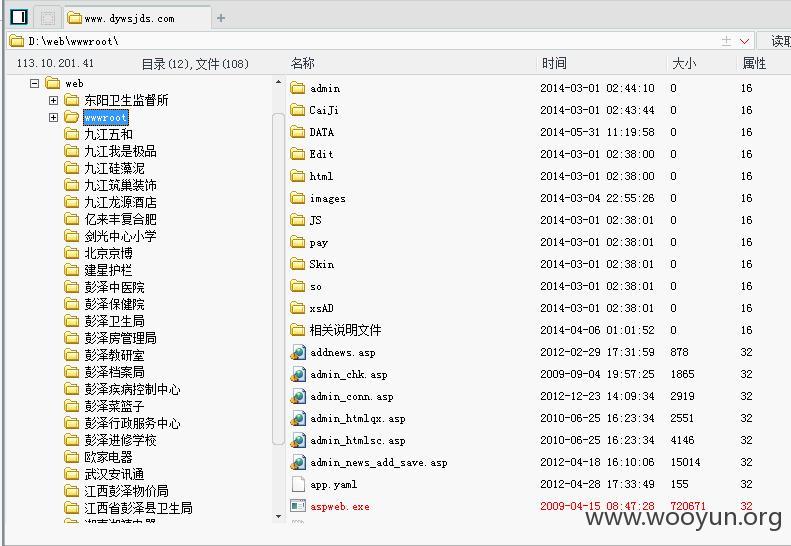 www.dywsjds.com
D:\web\wwwroot\
读取
113.10.201.41 目录(12),文件(108) 名称 时间 大小 属性
web
东阳卫生监督所
wwwroot
九江五和
九江我是极品
九江硅藻泥
九江筑巢装饰
九江龙源酒店
亿来丰复合肥
剑光中心小学
北京京博
建星护栏
彭泽中医院
彭泽保健院
彭泽卫生局
彭泽房管理局
彭泽教研室
彭泽档案局
彭泽疾病控制中心
彭泽菜篮子
彭泽行政服务中心
彭泽进修学校
欧家电器
武汉安讯通
江西彭泽物价局
江西省彭泽县卫生局
admin 2014-03-01 02:44:10 0 16
CaiJi 2014-03-01 02:43:44 0 16
DATA 2014-05-31 11:19:58 0 16
Edit 2014-03-01 02:38:00 0 16
html 2014-03-01 02:38:00 0 16
images 2014-03-04 22:55:26 0 16
JS 2014-03-01 02:38:01 0 16
pay 2014-03-01 02:38:01 0 16
Skin 2014-03-01 02:38:01 0 16
so 2014-03-01 02:38:01 0 16
xsAD 2014-03-01 02:38:01 0 16
相关说明文件 2014-04-06 01:01:52 0 16
addnews.asp 2012-02-29 17:31:59 878 32
admin_chk.asp 2009-09-04 19:57:25 1865 32
admin_conn.asp 2012-12-23 14:09:34 2919 32
admin_htmlqx.asp 2010-06-25 16:23:34 2551 32
admin_htmlsc.asp 2010-06-25 16:23:34 4146 32
admin_news_add_save.asp 2012-04-18 16:10:06 15014 32
app.yaml 2012-04-28 17:33:49 155 32
aspweb.exe 2009-04-15 08:47:28 720671 32
www.wooyun.org